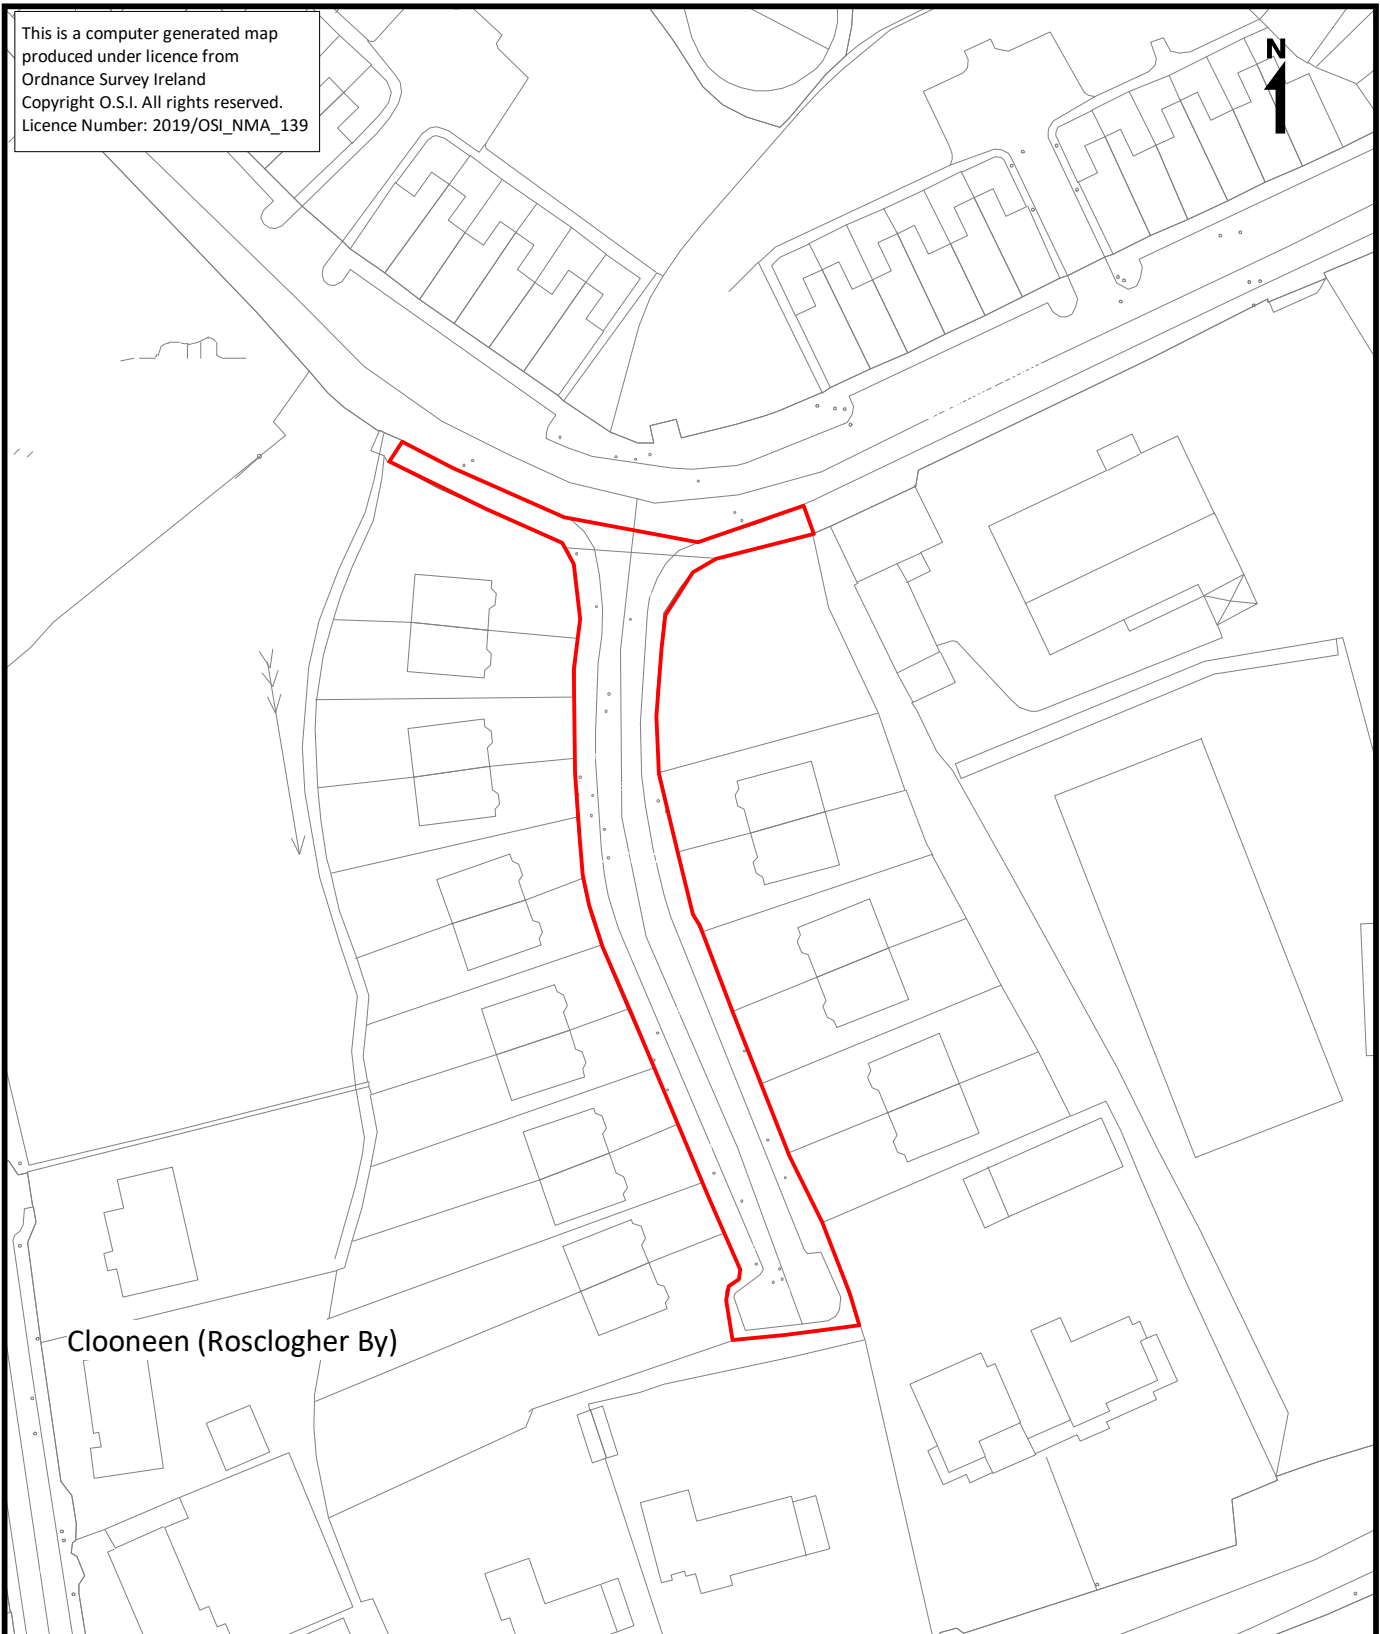 This is a computer generated map
produced under licence from
Ordnance Survey Ireland
Copyright O.S.I. All rights reserved.
Licence Number: 2019/OSI_NMA_139
N
Clooneen (Rosclogher By)